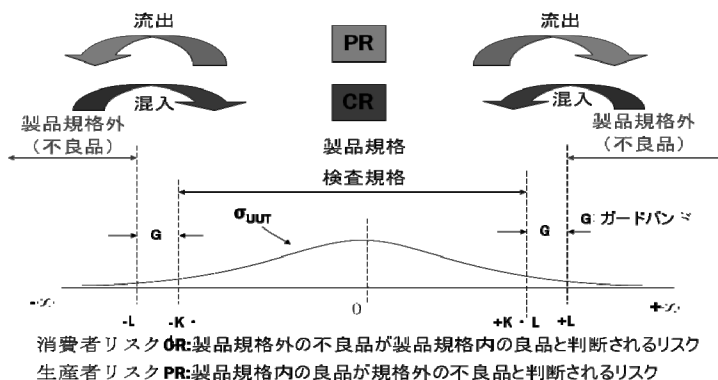 流出
PR
流出
混入
CR
混入
製品規格外
(不良品)
製品規格
製品規格外
(不良品)
検査規格
G
σUUT
G
G:ガードバンド
-∞
0
+∞
-L
-K -
+K - L
+L
消費者リスクCR:製品規格外の不良品が製品規格内の良品と判断されるリスク
生産者リスクPR:製品規格内の良品が規格外の不良品と判断されるリスク